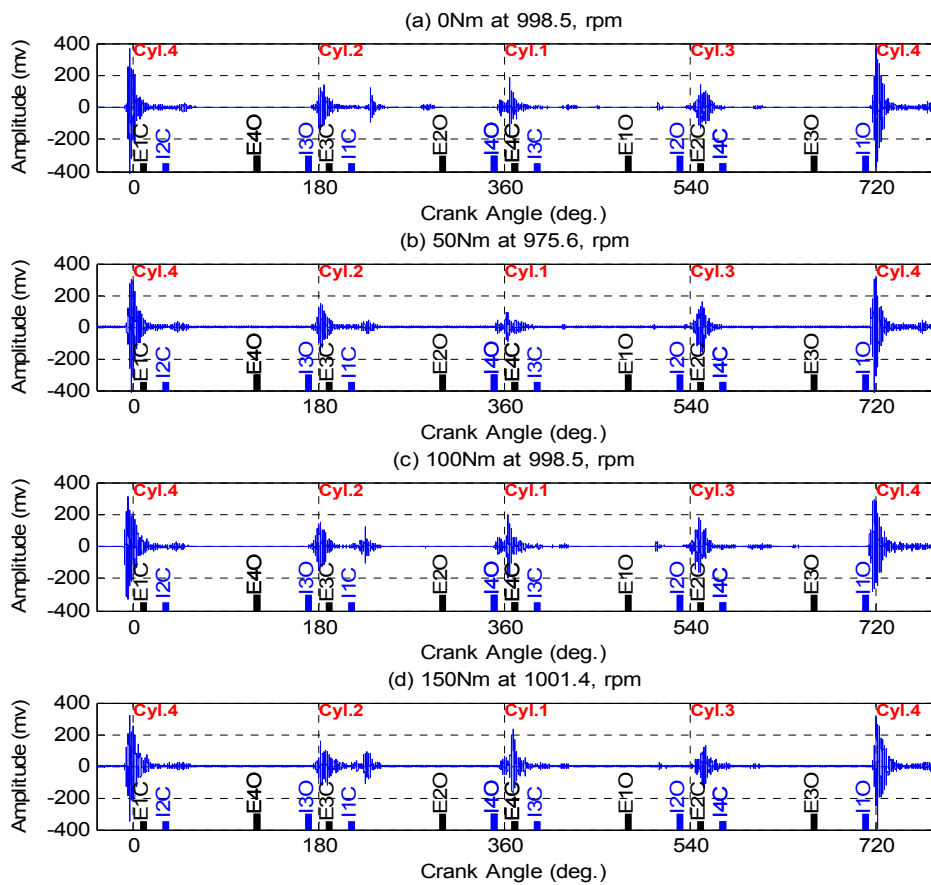 (a) 0Nm at 998.5, rpm
400
200
0
-200
-400
Amplitude (mv)
Cyl.4 Cyl.2 Cyl.1 Cyl.3 Cyl.4
E1C I2C E4O I3O E3C I1C E2O I4O E4C I3C E1O I2O E2C I4C E3O I1O
0 180 360 540 720
Crank Angle (deg.)
(b) 50Nm at 975.6, rpm
400
200
0
-200
-400
Amplitude (mv)
Cyl.4 Cyl.2 Cyl.1 Cyl.3 Cyl.4
E1C I2C E4O I3O E3C I1C E2O I4O E4C I3C E1O I2O E2C I4C E3O I1O
0 180 360 540 720
Crank Angle (deg.)
(c) 100Nm at 998.5, rpm
400
200
0
-200
-400
Amplitude (mv)
Cyl.4 Cyl.2 Cyl.1 Cyl.3 Cyl.4
E1C I2C E4O I3O E3C I1C E2O I4O E4C I3C E1O I2O E2C I4C E3O I1O
0 180 360 540 720
Crank Angle (deg.)
(d) 150Nm at 1001.4, rpm
400
200
0
-200
-400
Amplitude (mv)
Cyl.4 Cyl.2 Cyl.1 Cyl.3 Cyl.4
E1C I2C E4O I3O E3C I1C E2O I4O E4C I3C E1O I2O E2C I4C E3O I1O
0 180 360 540 720
Crank Angle (deg.)